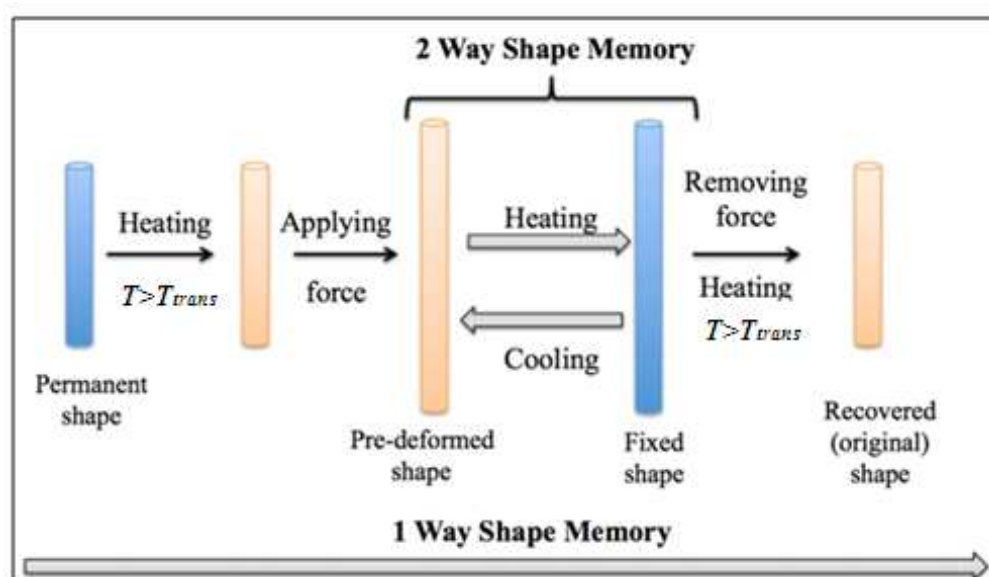 2 Way Shape Memory
Heating
T>Ttrans
Applying
force
Heating
Cooling
Removing
force
Heating
T>Ttrans
Permanent
shape
Pre-deformed
shape
Fixed
shape
Recovered
(original)
shape
1 Way Shape Memory